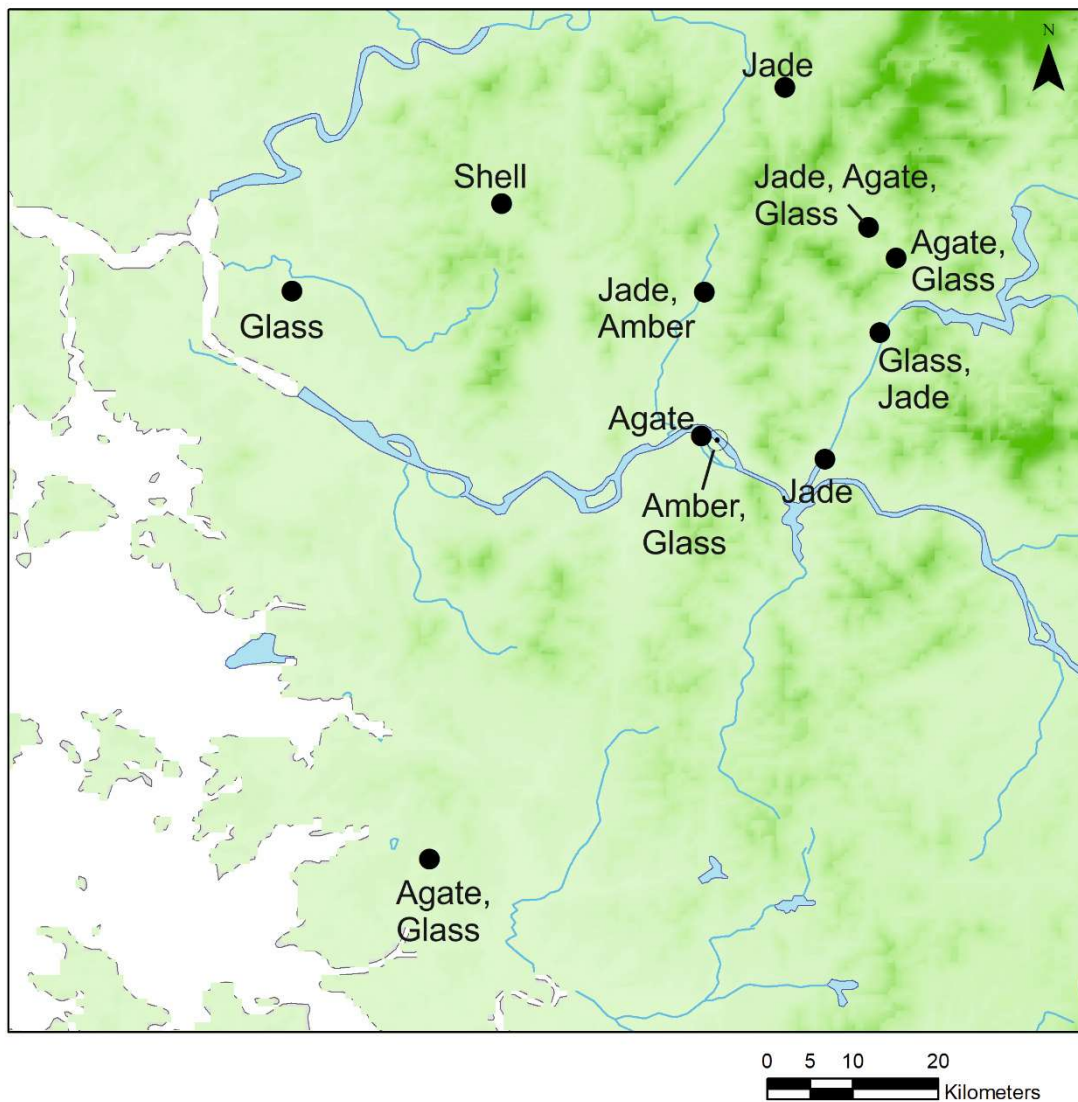 N
Jade
Shell
Jade, Agate,
Glass
Agate,
Glass
Glass
Jade,
Amber
Glass,
Jade
Agate
Jade
Amber,
Glass
Agate,
Glass
0 5 10 20
Kilometers